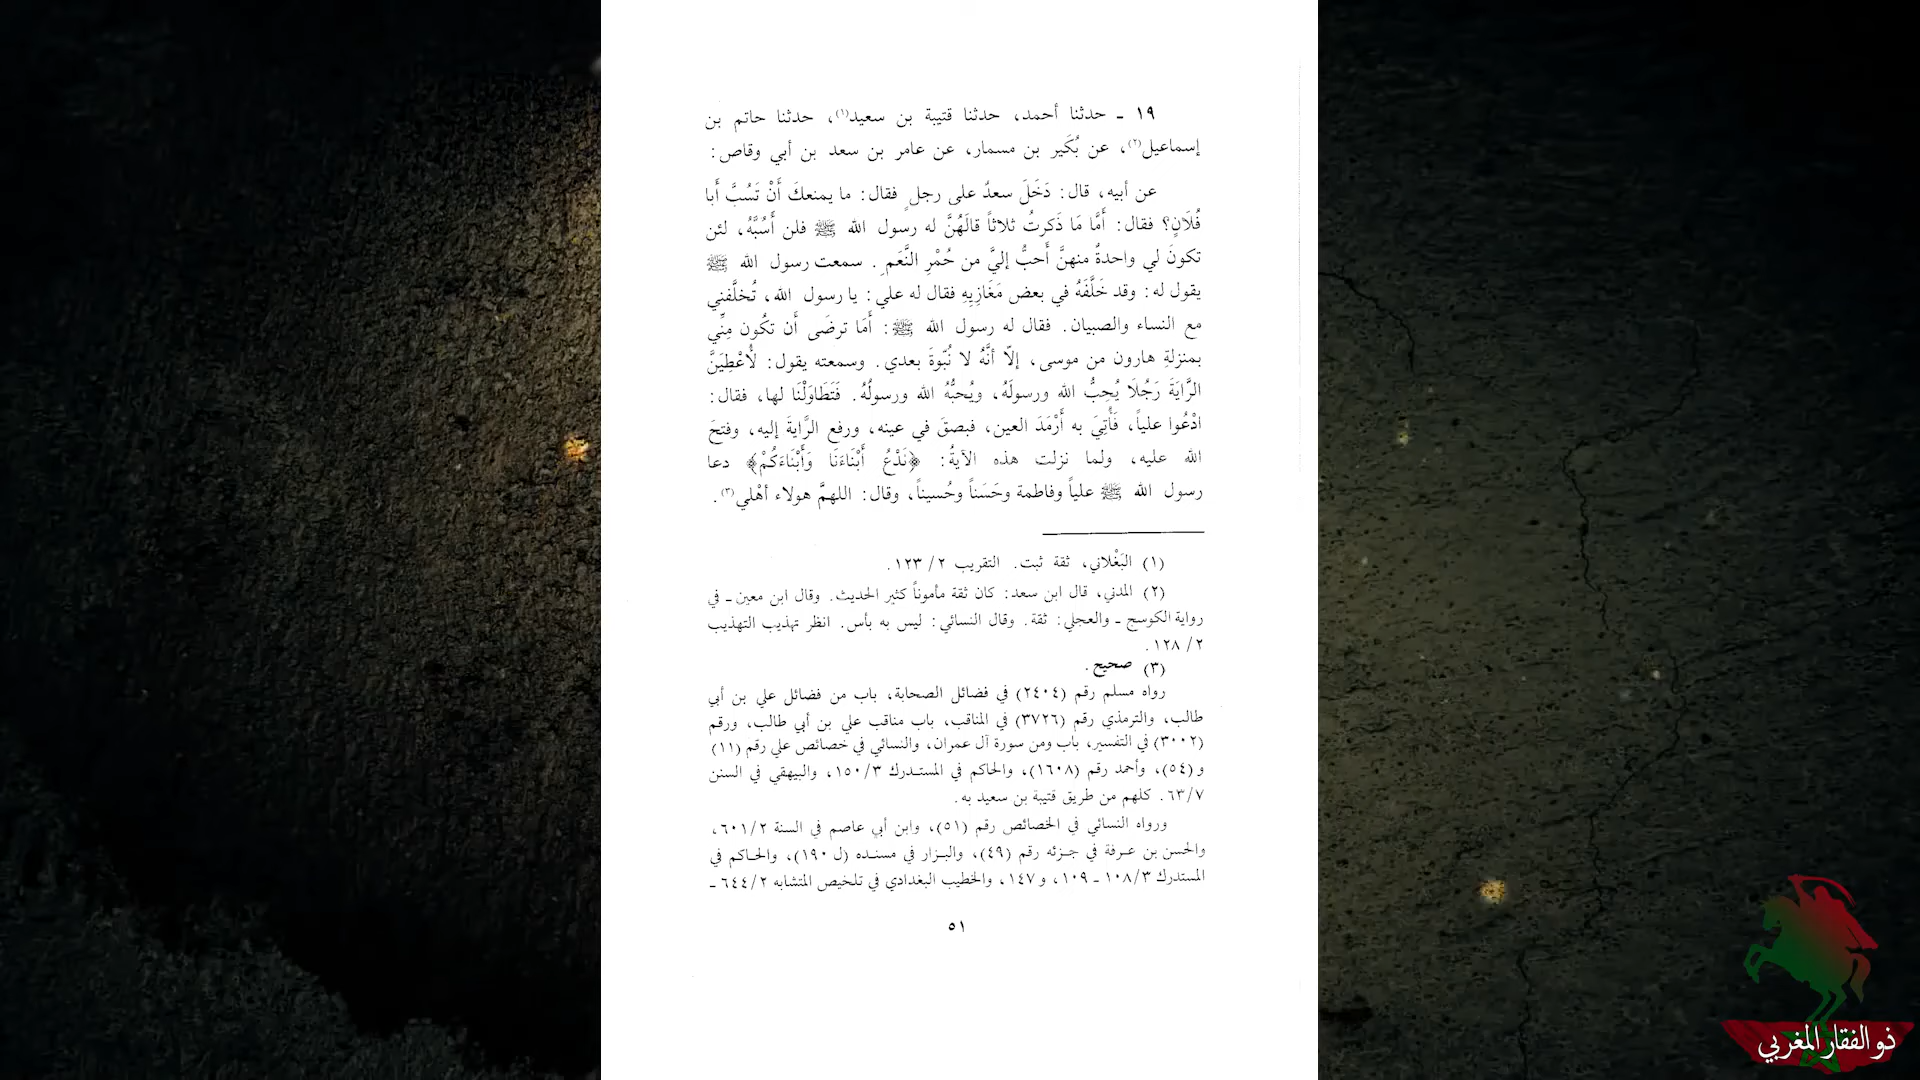 ١٩ ـ حدثنا أحمد، حدثنا قتيبة بن سعيد(١)، حدثنا حاتم بن
إسماعيل(٢)، عن بُكَير بن مسمار، عن عامر بن سعد بن أبي وقاص:
عن أبيه، قال: دَخَلَ سعدٌ على رجلٍ فقال: ما يمنعكَ أَنْ تَسُبَّ أَبا
فُلَانٍ؟ فقال: أَمَّا مَا ذَكرتُ ثلاثاً قالَهُنَّ له رسول الله ﷺ فلن أَسُبَّهُ، لئن
تكونَ لي واحدةٌ منهنَّ أَحبُّ إليَّ من حُمْرِ النَّعَمِ. سمعت رسول الله ﷺ
يقول له: وقد خَلَّفَهُ في بعض مَغَازِيِهِ فقال له علي: يا رسول الله، تُخلَّفني
مع النساء والصبيان. فقال له رسول الله ﷺ: أَمَا ترضَى أَن تكُون مِنِّي
بمنزلةِ هارون من موسى، إلّا أنَّهُ لا نُبّوةَ بعدي. وسمعته يقول: لُأعْطِيَنَّ
الرَّايَةَ رَجُلَا يُحِبُّ الله ورسولَهُ، ويُحبُّهُ الله ورسولُهُ. فَتَطَاوَلْنَا لها، فقال:
ادْعُوا علياً، فَأُتِيَ به أَرْمَدَ العين، فبصقَ في عينه، ورفع الرَّايةَ إليه، وفتحَ
الله عليه، ولما نزلت هذه الآيةُ: ﴿نَدْعُ أَبْنَاءَنَا وَأَبْنَاءَكُمْ﴾ دعا
رسول الله ﷺ علياً وفاطمة وحَسَناً وحُسيناً، وقال: اللهمَّ هولاء أهْلي(٣).
(١) البَغْلاني، ثقة ثبت. التقريب ٢/ ١٢٣.
(٢) المدني، قال ابن سعد: كان ثقة مأموناً كثير الحديث. وقال ابن معين ـ في
رواية الكوسج ـ والعجلي: ثقة. وقال النسائي: ليس به بأس. انظر تهذيب التهذيب
٢/ ١٢٨.
(٣) صحيح.
رواه مسلم رقم (٢٤٠٤) في فضائل الصحابة، باب من فضائل علي بن أبي
طالب، والترمذي رقم (٣٧٢٦) في المناقب، باب مناقب علي بن أبي طالب، ورقم
(٣٠٠٢) في التفسير، باب ومن سورة آل عمران، والنسائي في خصائص علي رقم (١١)
و (٥٤)، وأحمد رقم (١٦٠٨)، والحاكم في المستدرك ٣/ ١٥٠، والبيهقي في السنن
٧/ ٦٣. كلهم من طريق قتيبة بن سعيد به.
ورواه النسائي في الخصائص رقم (٥١)، وابن أبي عاصم في السنة ٢/ ٦٠١،
والحسن بن عرفة في جزئه رقم (٤٩)، والبزار في مسنده (ل ١٩٠)، والحاكم في
المستدرك ٣/ ١٠٨ ـ ١٠٩، و ١٤٧، والخطيب البغدادي في تلخيص المتشابه ٢/ ٦٤٤ ـ
٥١
ذو الفقار المغربي